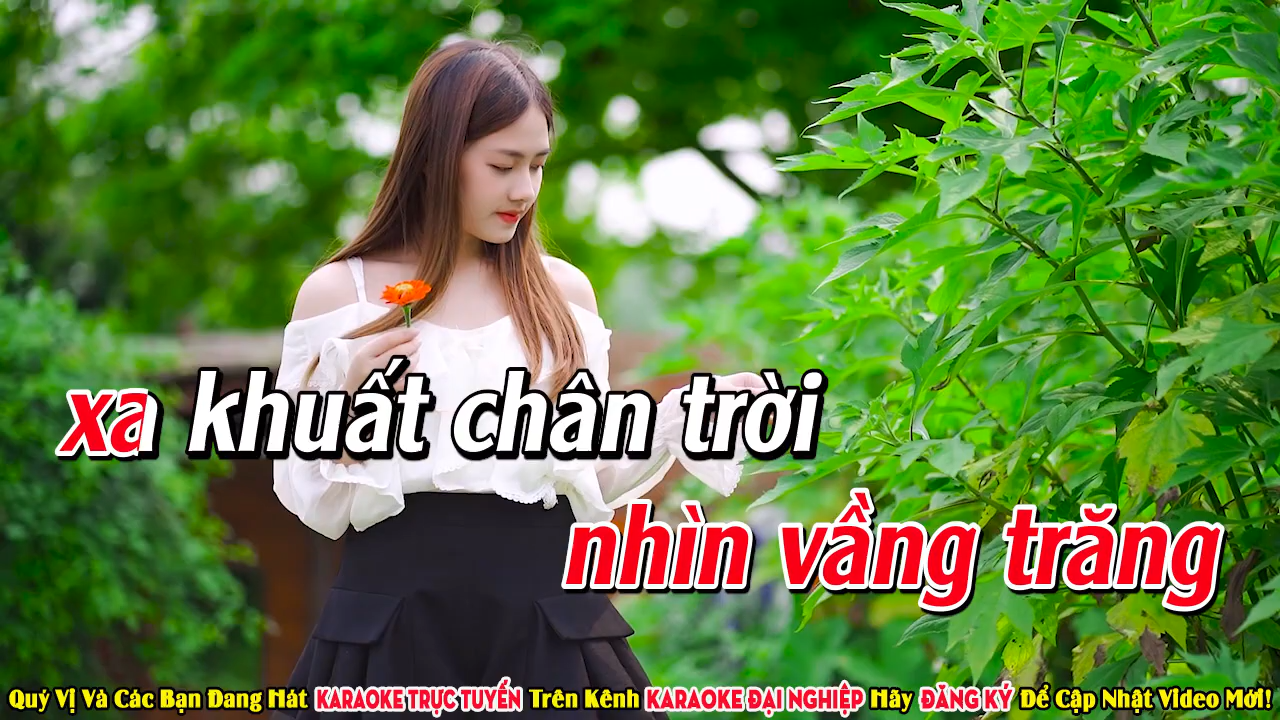 xa khuất chân trời
nhìn vầng trăng
Quý Vị Và Các Bạn Đang Hát KARAOKE TRỰC TUYẾN Trên Kênh KARAOKE ĐẠI NGHIỆP Hãy ĐĂNG KÝ Để Cập Nhật Video Mới!